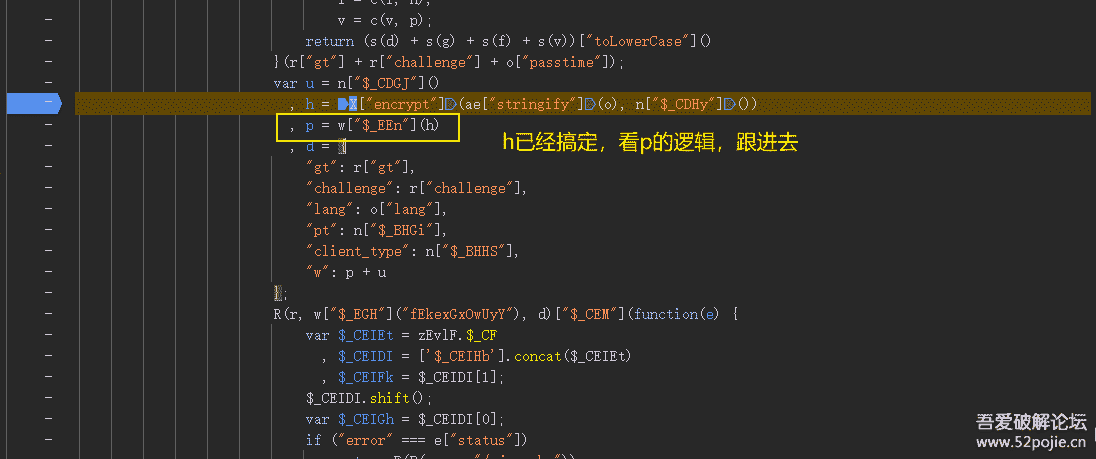 v = c(v, p);
return (s(d) + s(g) + s(f) + s(v))["toLowerCase"]()
}(r["gt"] + r["challenge"] + o["passtime"]);
var u = n["$_CDGJ"]()
, h = X["encrypt"](ae["stringify"](o), n["$_CDHy"]())
, p = w["$_EEn"](h)
h已经搞定，看p的逻辑，跟进去
, d = {
"gt": r["gt"],
"challenge": r["challenge"],
"lang": o["lang"],
"pt": n["$_BHGi"],
"client_type": n["$_BHHS"],
"w": p + u
};
R(r, w["$_EGH"]("fEkexGxOwUyY"), d)["$_CEM"](function(e) {
var $_CEIEt = zEvlF.$_CF
, $_CEIDI = ['$_CEIHb'].concat($_CEIEt)
, $_CEIFk = $_CEIDI[1];
$_CEIDI.shift();
var $_CEIGh = $_CEIDI[0];
if ("error" === e["status"])
吾爱破解论坛
www.52pojie.cn